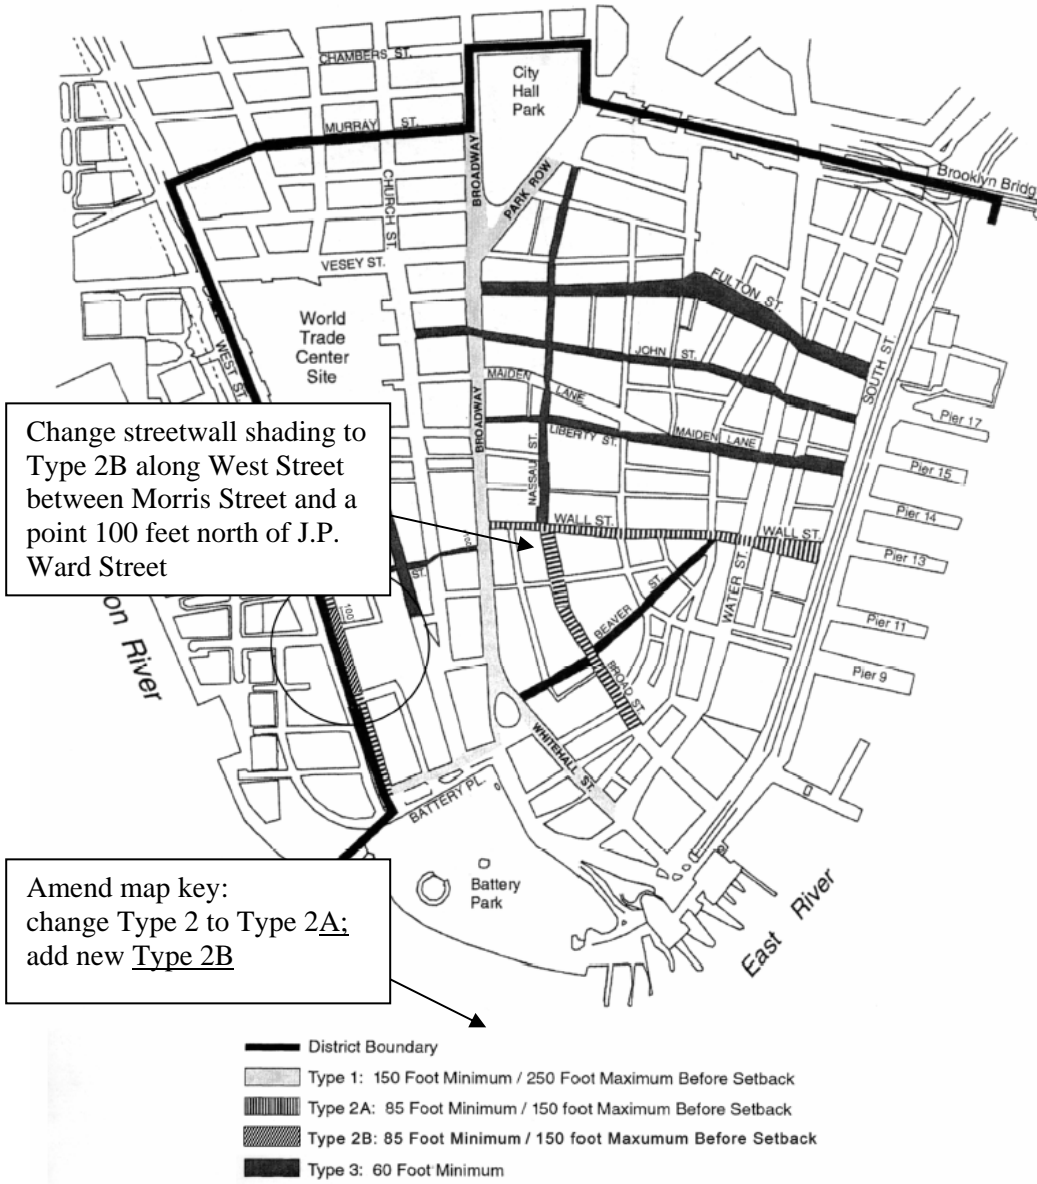 CHAMBERS ST.
City
Hall
Park
MURRAY ST.
BROADWAY
PARK ROW
CHURCH ST.
Brooklyn Bridg
VESEY ST.
FULTON ST.
World
Trade
Center
Site
WEST ST.
JOHN ST.
SOUTH ST.
MAIDEN LANE
BROADWAY
Pier 17
LIBERTY ST.
MAIDEN LANE
NASSAU ST.
Pier 15
Change streetwall shading to
Type 2B along West Street
between Morris Street and a
point 100 feet north of J.P.
Ward Street
WALL ST.
WALL ST.
Pier 14
Pier 13
100
ST.
WATER ST.
BEAVER ST.
100
on River
Pier 11
BROAD ST.
Pier 9
WHITEHALL ST.
BATTERY PL.
Battery
Park
East River
Amend map key:
change Type 2 to Type 2A;
add new Type 2B
District Boundary
Type 1: 150 Foot Minimum / 250 Foot Maximum Before Setback
Type 2A: 85 Foot Minimum / 150 foot Maximum Before Setback
Type 2B: 85 Foot Minimum / 150 foot Maxumum Before Setback
Type 3: 60 Foot Minimum